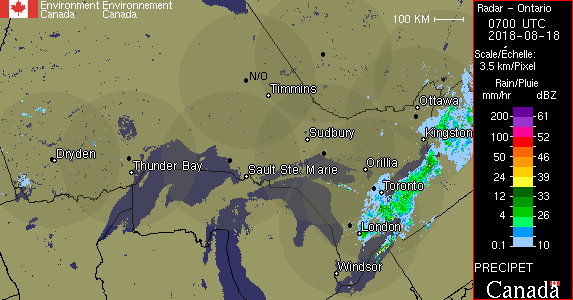 Environment Environnement
Canada Canada
100 KM
N/O
Timmins
Ottawa
Sudbury
Kingston
Dryden
Thunder Bay
Sault Ste. Marie
Orillia
Toronto
London
Windsor
Radar - Ontario
0700 UTC
2018-08-18
Scale/Échelle:
3.5 km/Pixel
Rain/Pluie
mm/hr dBZ
200 61
100 52
50 46
24 39
12 33
4 26
0.1 10
PRECIPET
Canada